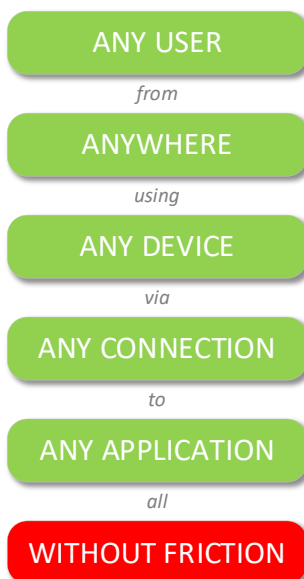 ANY USER
from
ANYWHERE
using
ANY DEVICE
via
ANY CONNECTION
to
ANY APPLICATION
all
WITHOUT FRICTION